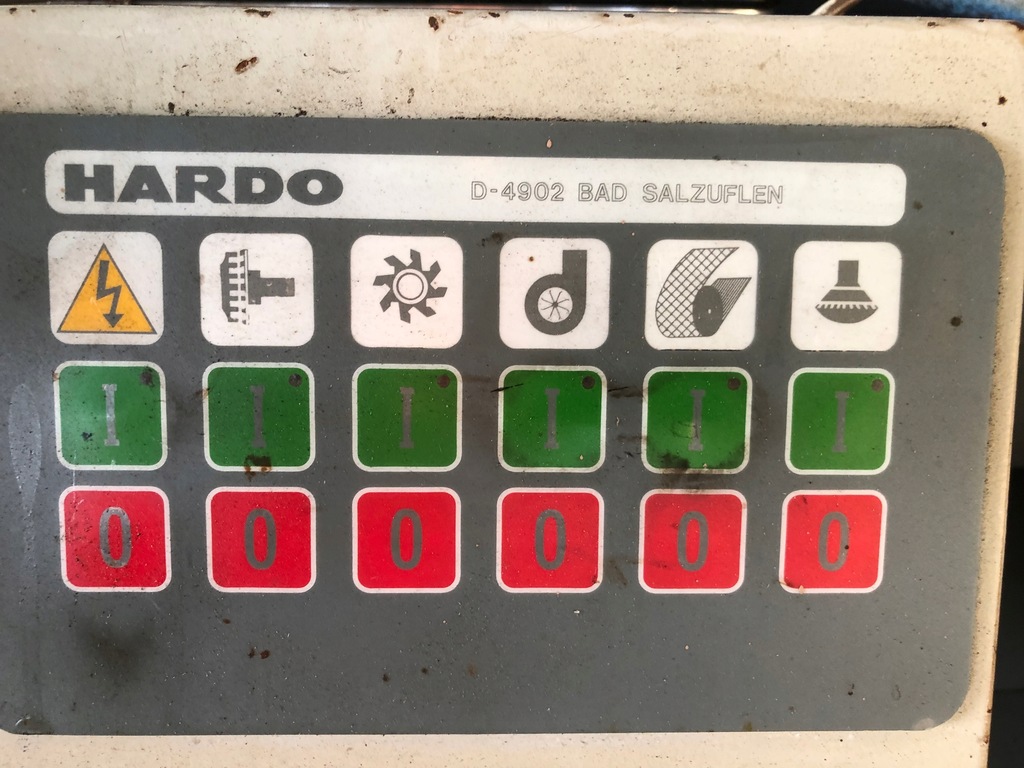 HARDO D-4902 BAD SALZUFLEN
I I I I I I
0 0 0 0 0 0